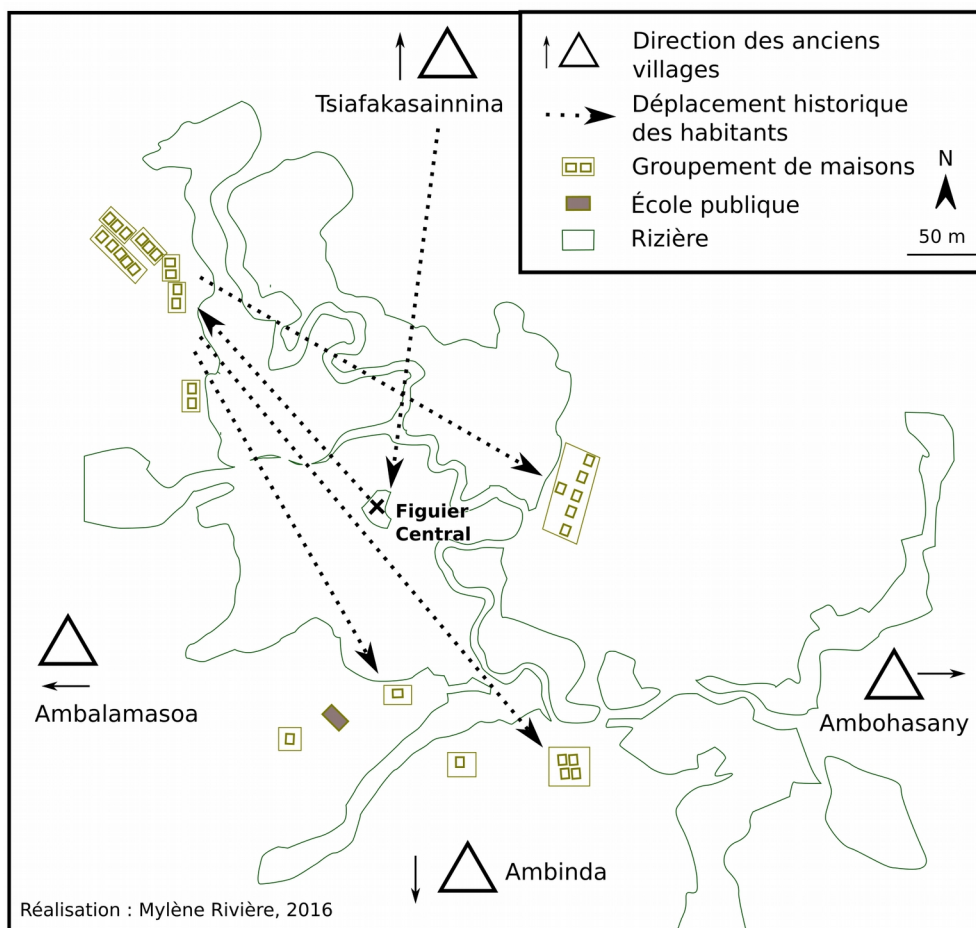 Tsiafakasainnina
Direction des anciens
villages
Déplacement historique
des habitants
Groupement de maisons
École publique
Rizière
N
50 m
Figuier
Central
Ambalamasoa
Ambohasany
Ambinda
Réalisation : Mylène Rivière, 2016